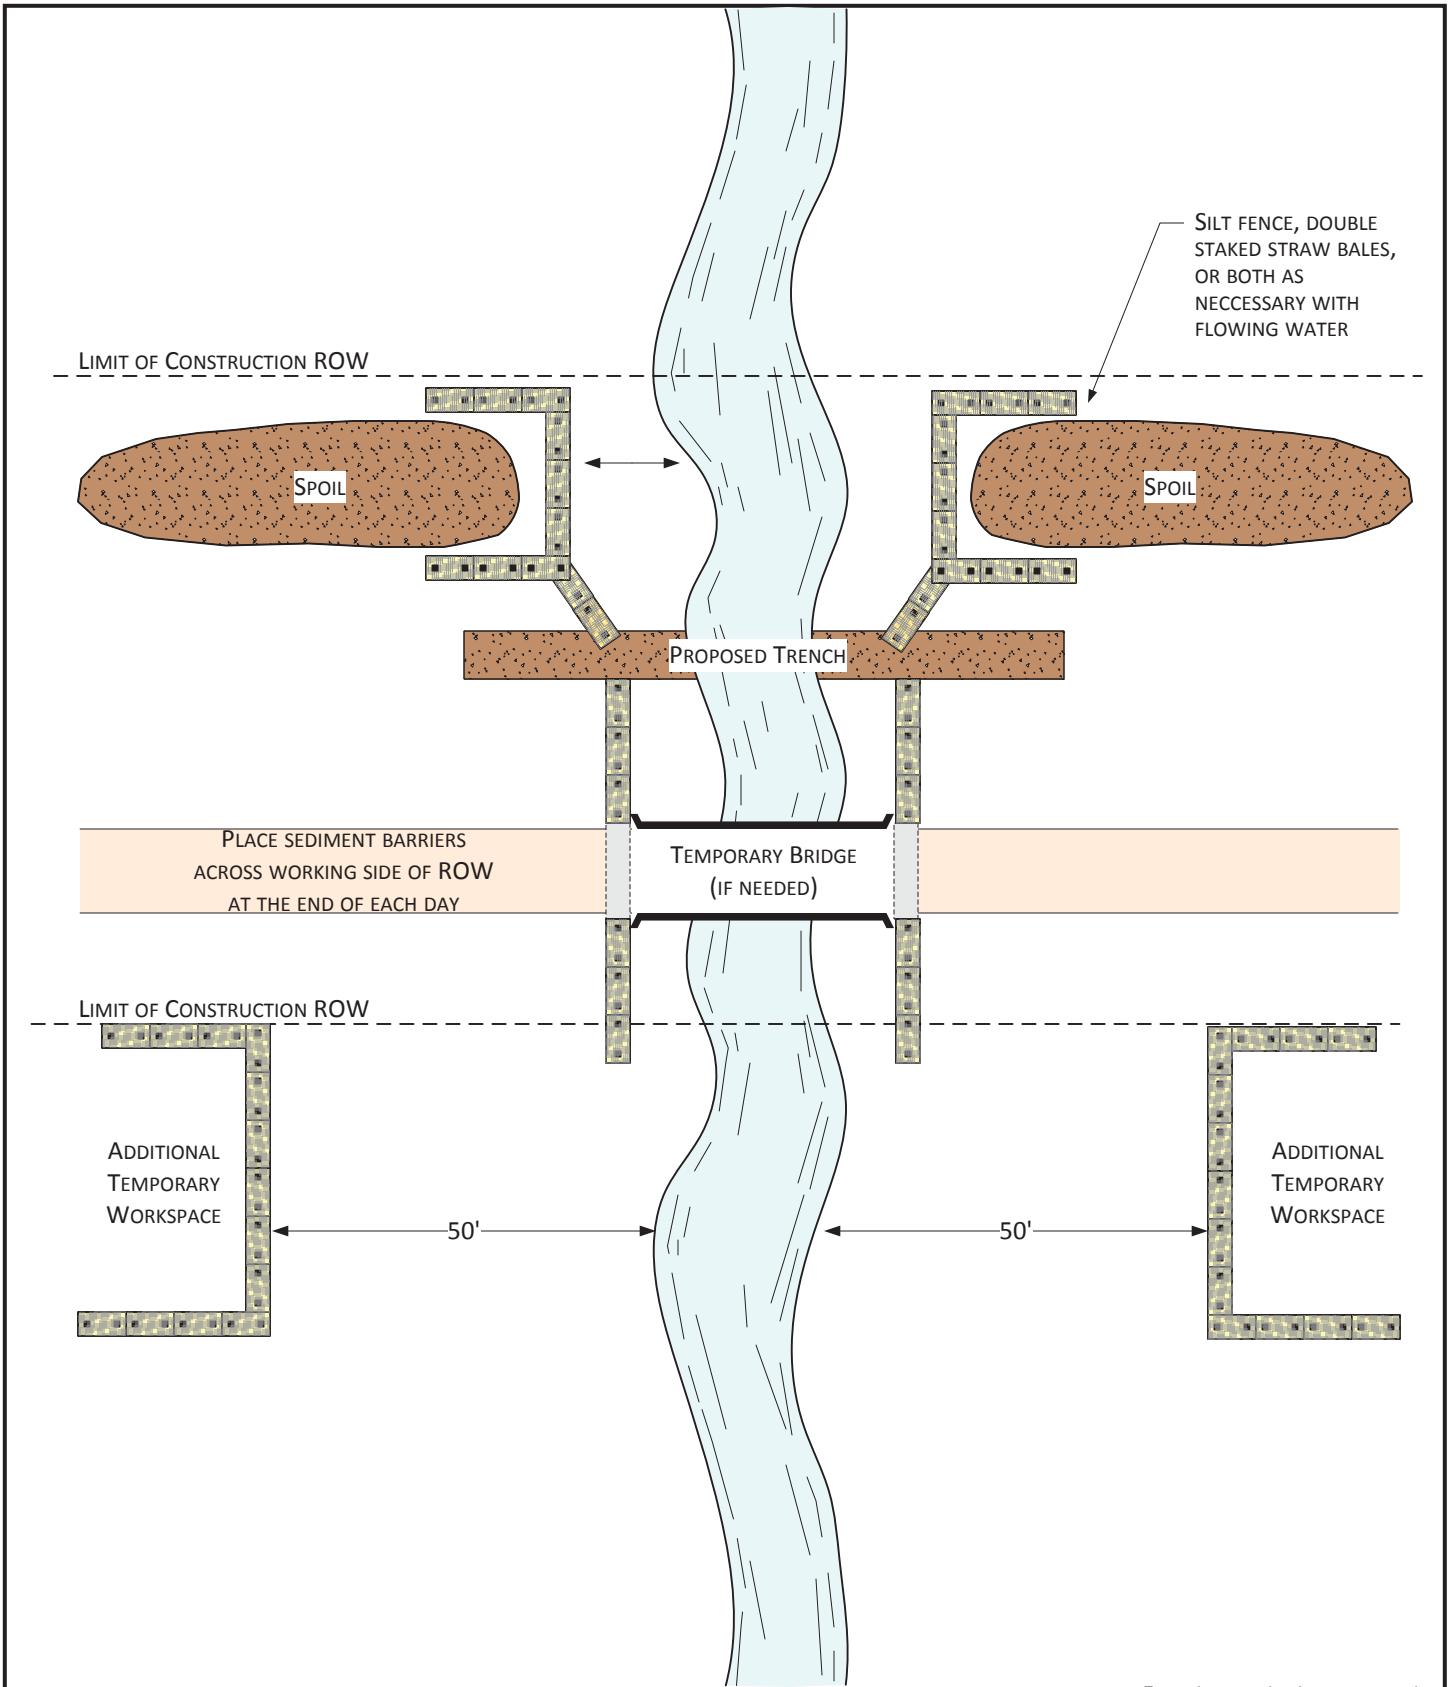 SILT FENCE, DOUBLE
STAKED STRAW BALES,
OR BOTH AS
NECCESSARY WITH
FLOWING WATER
LIMIT OF CONSTRUCTION ROW
SPOIL
SPOIL
PROPOSED TRENCH
PLACE SEDIMENT BARRIERS
ACROSS WORKING SIDE OF ROW
AT THE END OF EACH DAY
TEMPORARY BRIDGE
(IF NEEDED)
LIMIT OF CONSTRUCTION ROW
ADDITIONAL
TEMPORARY
WORKSPACE
50'
50'
ADDITIONAL
TEMPORARY
WORKSPACE